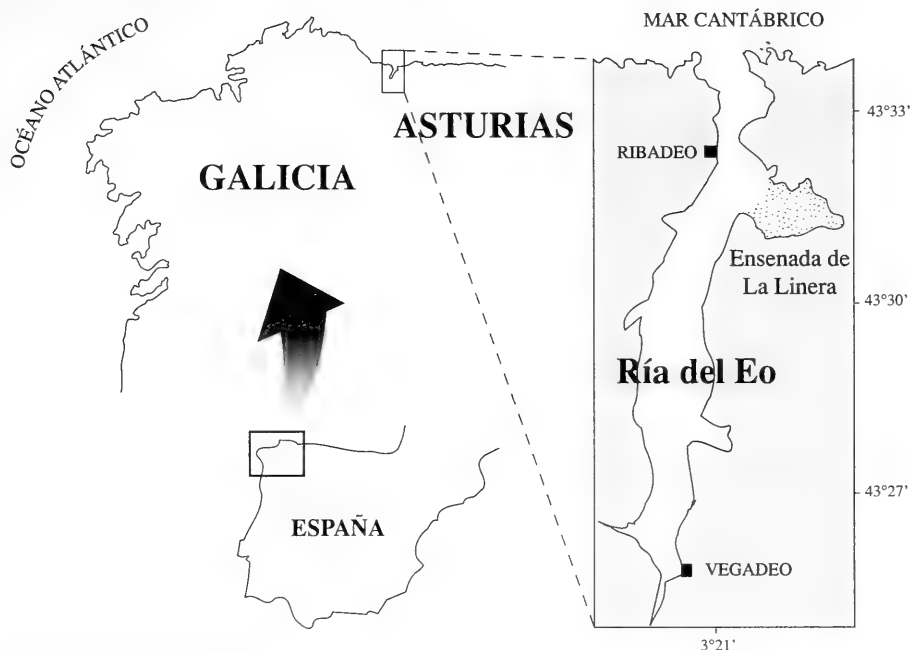 OCÉANO ATLÁNTICO
GALICIA
ASTURIAS
ESPAÑA
MAR CANTÁBRICO
43°33'
RIBADEO
Ensenada de
La Linera
43°30'
Ría del Eo
43°27'
VEGADEO
3°21'